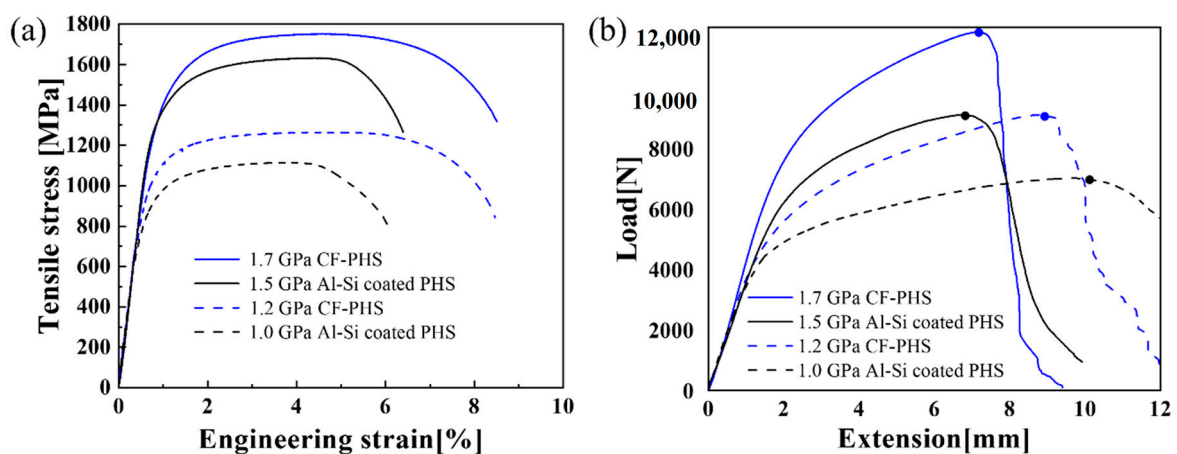 (a)
1800
1600
1400
1200
1000
800
600
400
200
0
Tensile stress [MPa]
1.7 GPa CF-PHS
1.5 GPa Al-Si coated PHS
1.2 GPa CF-PHS
1.0 GPa Al-Si coated PHS
0 2 4 6 8 10
Engineering strain[%]
(b)
12,000
10,000
8000
6000
4000
2000
0
Load[N]
1.7 GPa CF-PHS
1.5 GPa Al-Si coated PHS
1.2 GPa CF-PHS
1.0 GPa Al-Si coated PHS
0 2 4 6 8 10 12
Extension[mm]